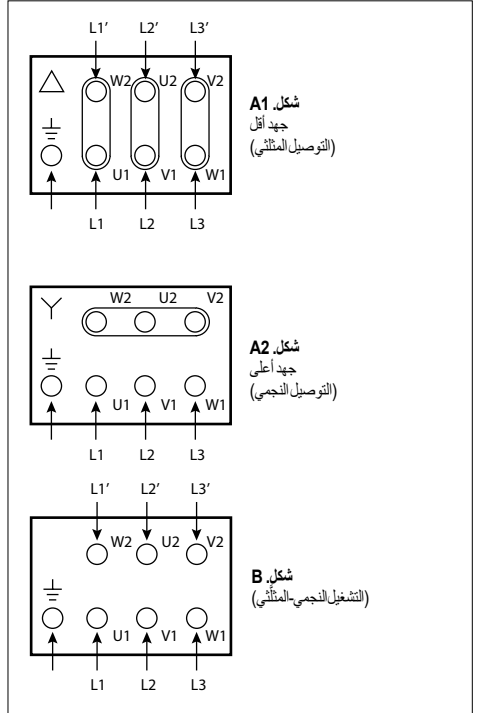 L1′ L2′ L3′
W2 U2 V2
U1 V1 W1
L1 L2 L3
شكل. A1
جهد أقل
(التوصيل المثلثي)
W2 U2 V2
U1 V1 W1
L1 L2 L3
شكل. A2
جهد أعلى
(التوصيل النجمي)
L1′ L2′ L3′
W2 U2 V2
U1 V1 W1
L1 L2 L3
شكل. B
(التشغيل النجمي-المثلّثي)